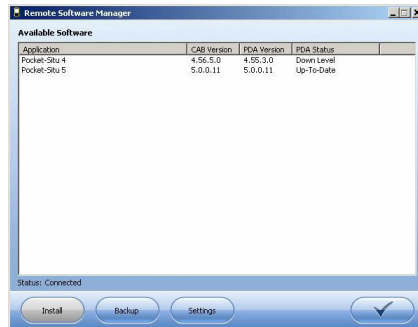 Remote Software Manager
Available Software
Application CAB Version PDA Version PDA Status
Pocket-Situ 4 4.56.5.0 4.55.3.0 Down Level
Pocket-Situ 5 5.0.0.11 5.0.0.11 Up-To-Date
Status: Connected
Install Backup Settings